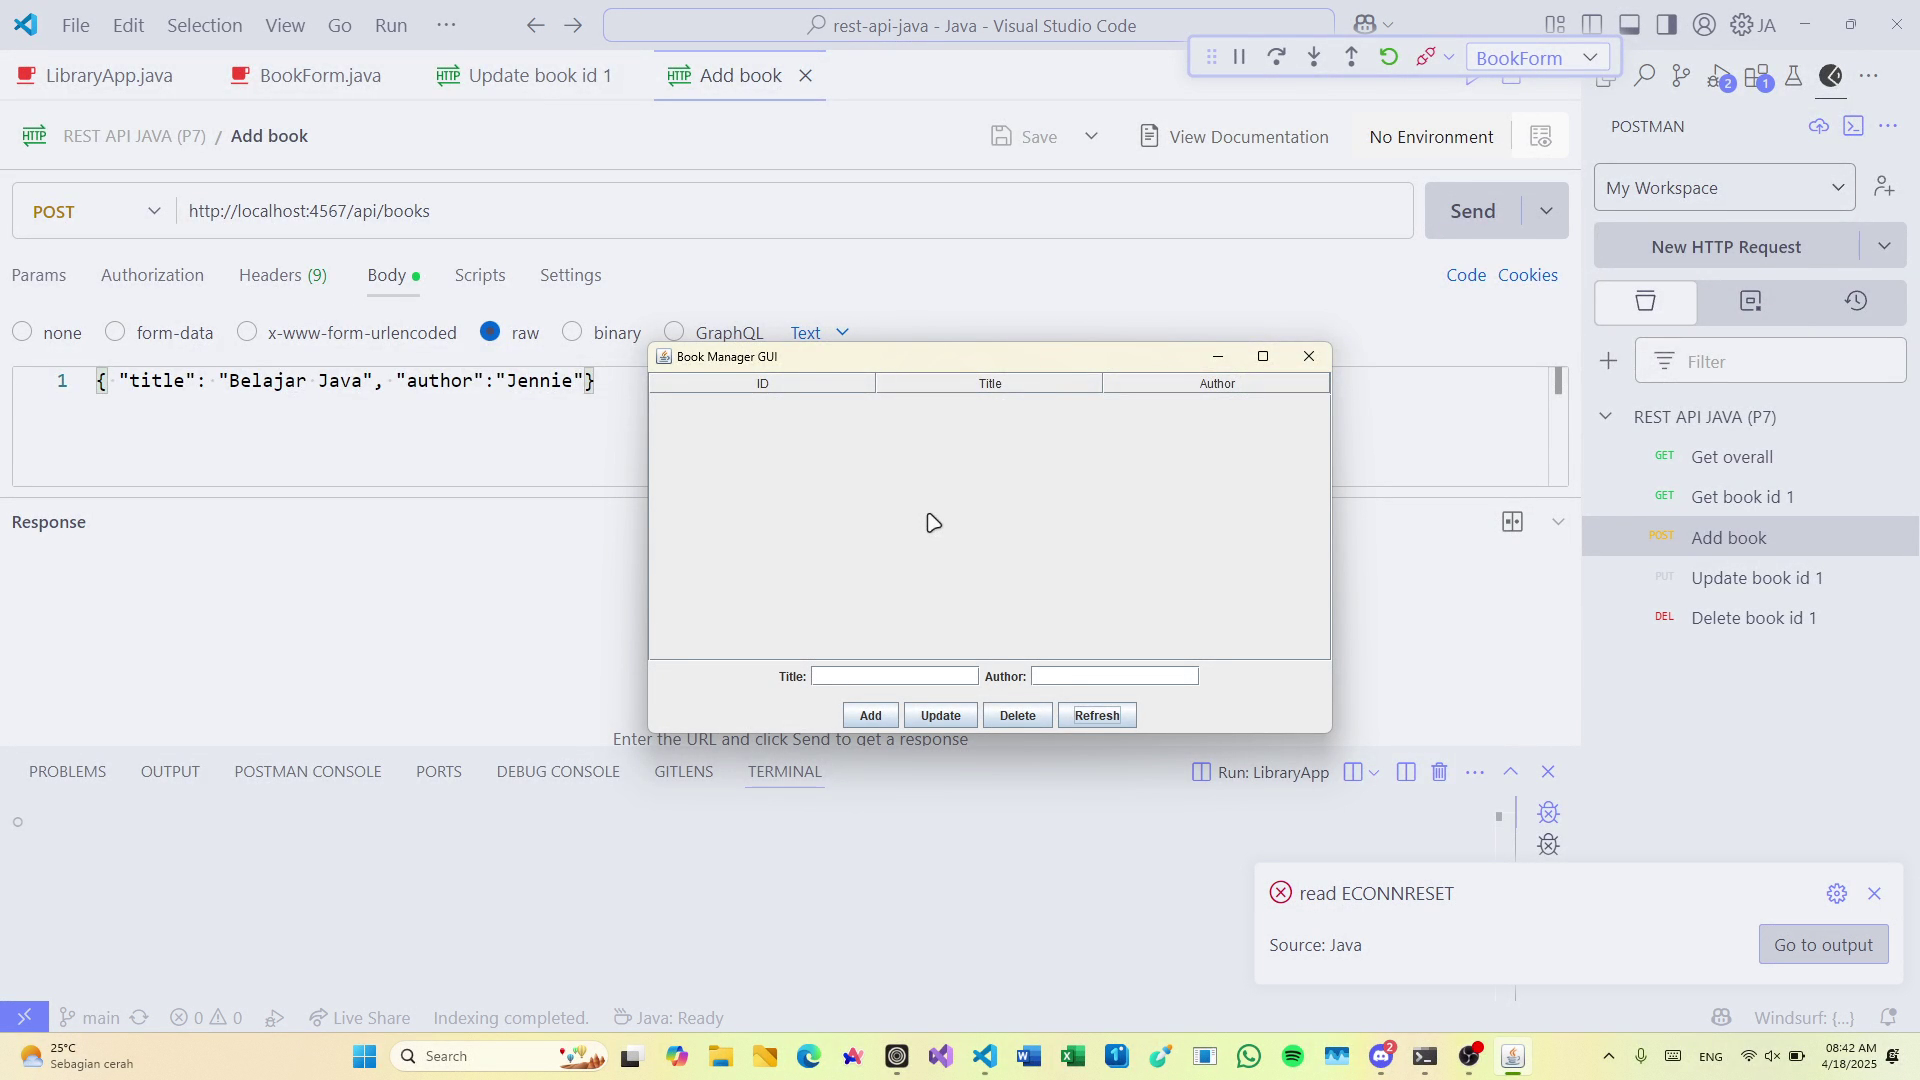 File Edit Selection View Go Run ··· rest-api-java - Java - Visual Studio Code JA
LibraryApp.java BookForm.java HTTP Update book id 1 HTTP Add book BookForm 2 1
HTTP REST API JAVA (P7) / Add book Save View Documentation No Environment
POST http://localhost:4567/api/books Send
Params Authorization Headers (9) Body Scripts Settings Code Cookies
none form-data x-www-form-urlencoded raw binary GraphQL Text
1 { "title": "Belajar Java", "author":"Jennie"}
Response
Enter the URL and click Send to get a response
Book Manager GUI
ID Title Author
Title: Author:
Add Update Delete Refresh
POSTMAN
My Workspace
New HTTP Request
Filter
REST API JAVA (P7)
GET Get overall
GET Get book id 1
POST Add book
PUT Update book id 1
DEL Delete book id 1
PROBLEMS OUTPUT POSTMAN CONSOLE PORTS DEBUG CONSOLE GITLENS TERMINAL Run: LibraryApp
read ECONNRESET
Source: Java Go to output
main 0 0 Live Share Indexing completed. Java: Ready Windsurf: {...}
25°C
Sebagian cerah
Search
2
ENG
08:42 AM
4/18/2025